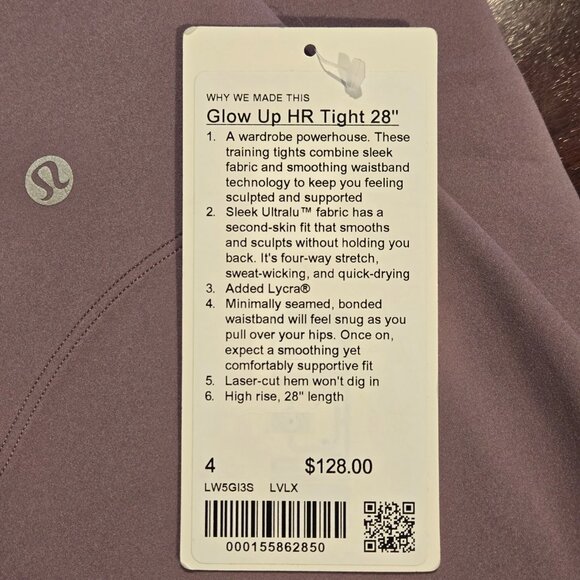 WHY WE MADE THIS
Glow Up HR Tight 28"
1. A wardrobe powerhouse. These
training tights combine sleek
fabric and smoothing waistband
technology to keep you feeling
sculpted and supported
2. Sleek Ultralu™ fabric has a
second-skin fit that smooths
and sculpts without holding you
back. It's four-way stretch,
sweat-wicking, and quick-drying
3. Added Lycra®
4. Minimally seamed, bonded
waistband will feel snug as you
pull over your hips. Once on,
expect a smoothing yet
comfortably supportive fit
5. Laser-cut hem won't dig in
6. High rise, 28" length
4 $128.00
LW5GI3S LVLX
000155862850